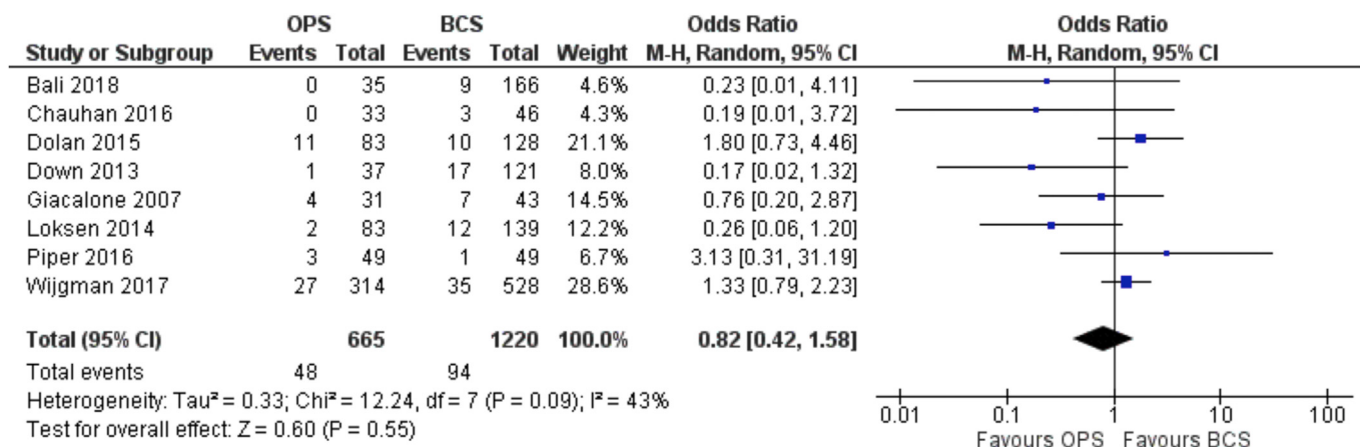 OPS BCS Odds Ratio Odds Ratio
Study or Subgroup Events Total Events Total Weight M-H, Random, 95% CI M-H, Random, 95% CI
Bali 2018 0 35 9 166 4.6% 0.23 [0.01, 4.11]
Chauhan 2016 0 33 3 46 4.3% 0.19 [0.01, 3.72]
Dolan 2015 11 83 10 128 21.1% 1.80 [0.73, 4.46]
Down 2013 1 37 17 121 8.0% 0.17 [0.02, 1.32]
Giacalone 2007 4 31 7 43 14.5% 0.76 [0.20, 2.87]
Loksen 2014 2 83 12 139 12.2% 0.26 [0.06, 1.20]
Piper 2016 3 49 1 49 6.7% 3.13 [0.31, 31.19]
Wijgman 2017 27 314 35 528 28.6% 1.33 [0.79, 2.23]
Total (95% CI) 665 1220 100.0% 0.82 [0.42, 1.58]
Total events 48 94
Heterogeneity: Tau² = 0.33; Chi² = 12.24, df = 7 (P = 0.09); I² = 43%
Test for overall effect: Z = 0.60 (P = 0.55)
0.01 0.1 1 10 100
Favours OPS Favours BCS